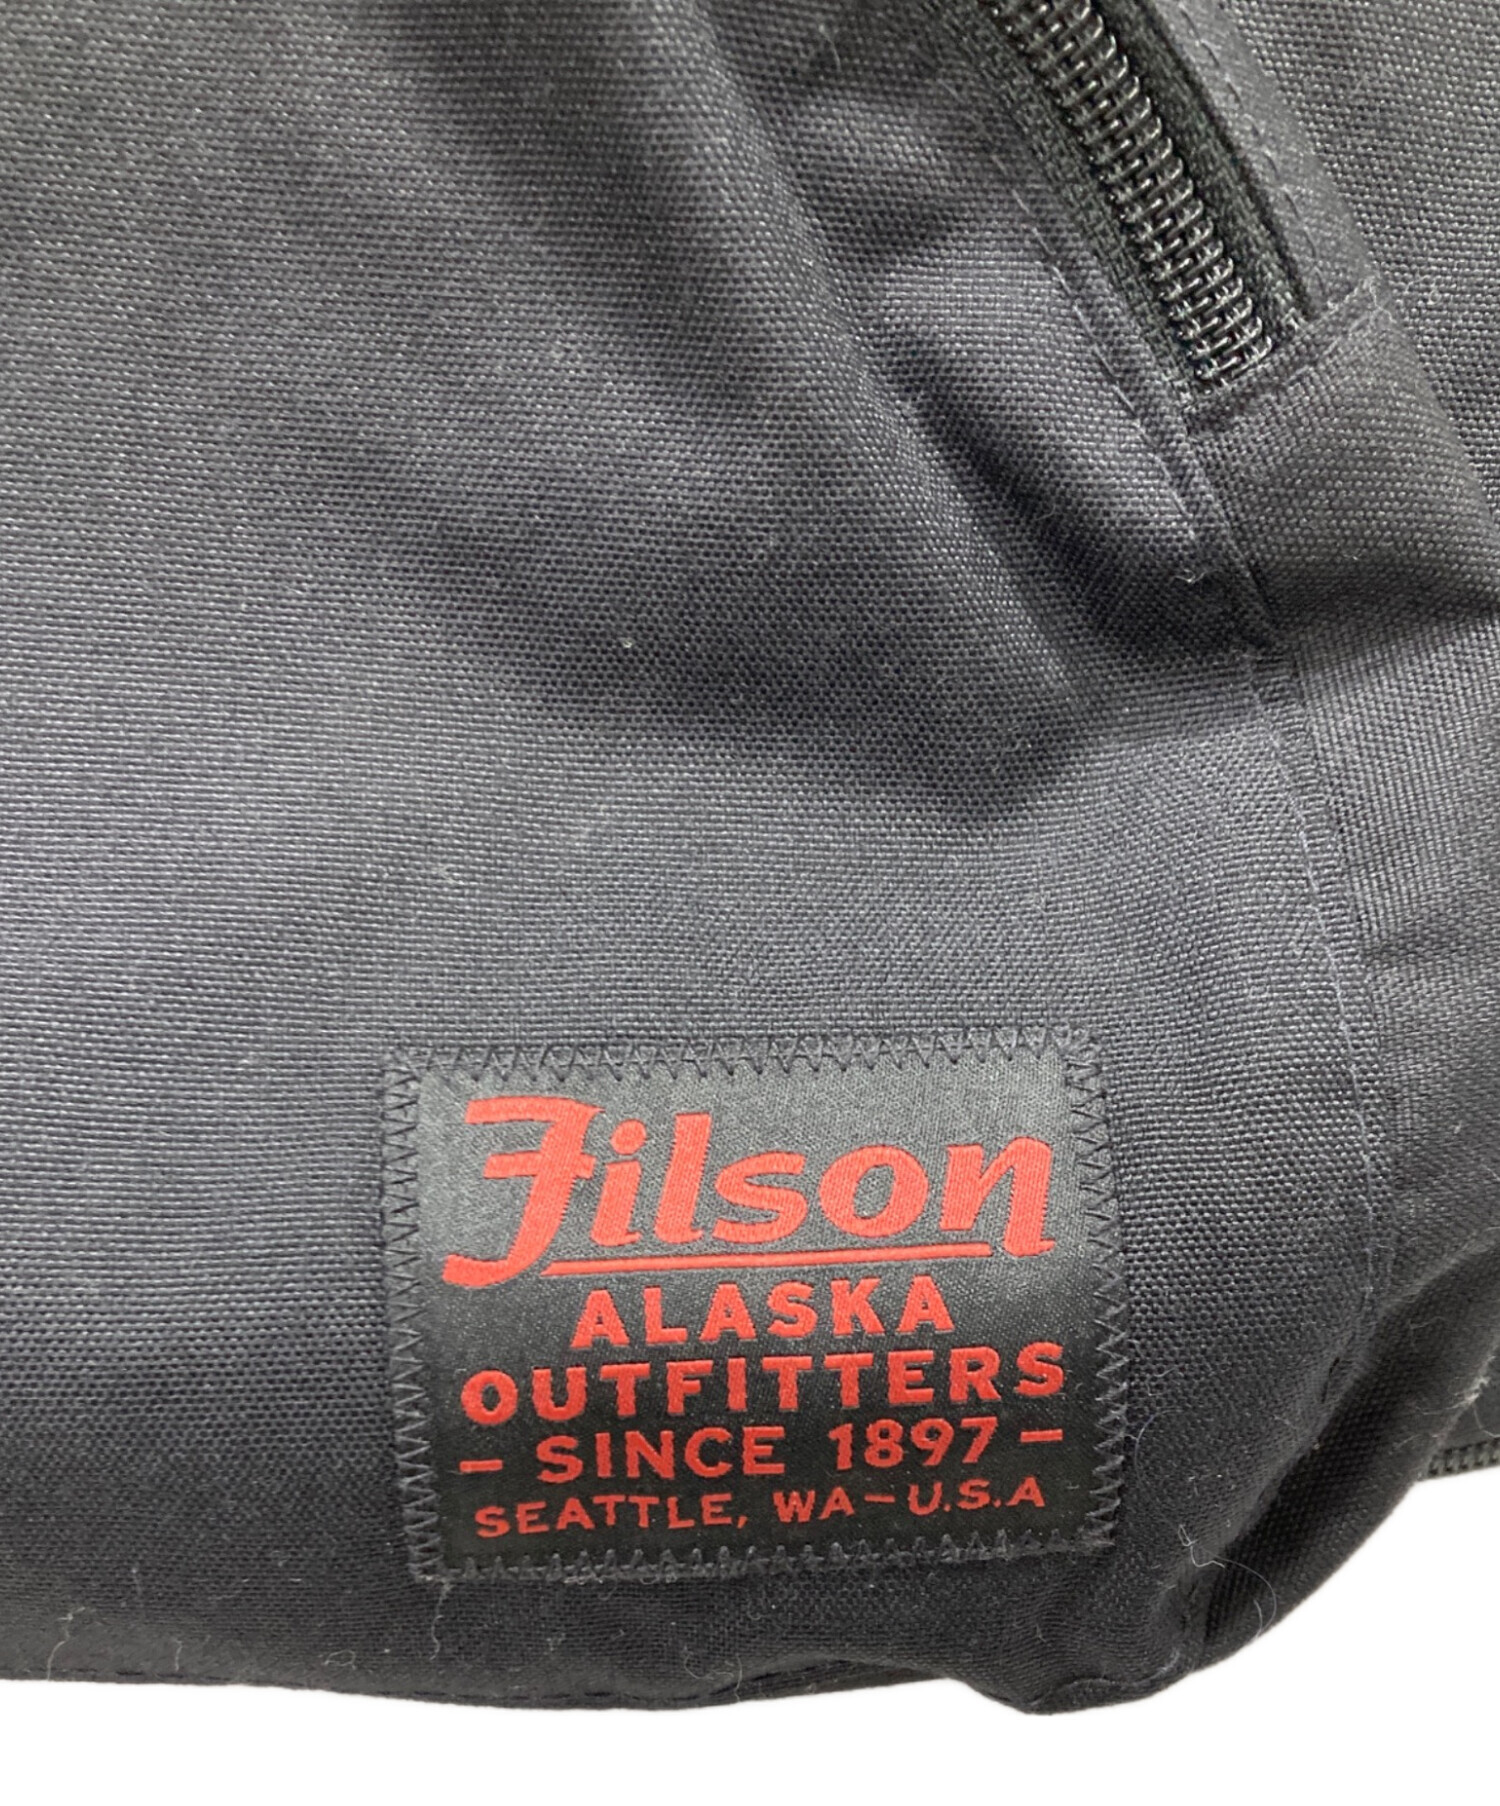 Filson
ALASKA
OUTFITTERS
- SINCE 1897 -
SEATTLE, WA-U.S.A